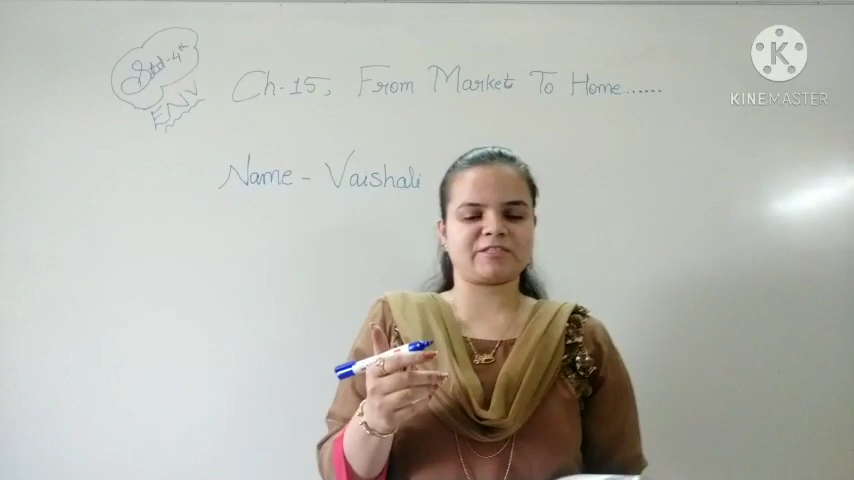 Std-4th
ENV
Ch-15, From Market To Home.......
Name - Vaishali
K
KINEMASTER